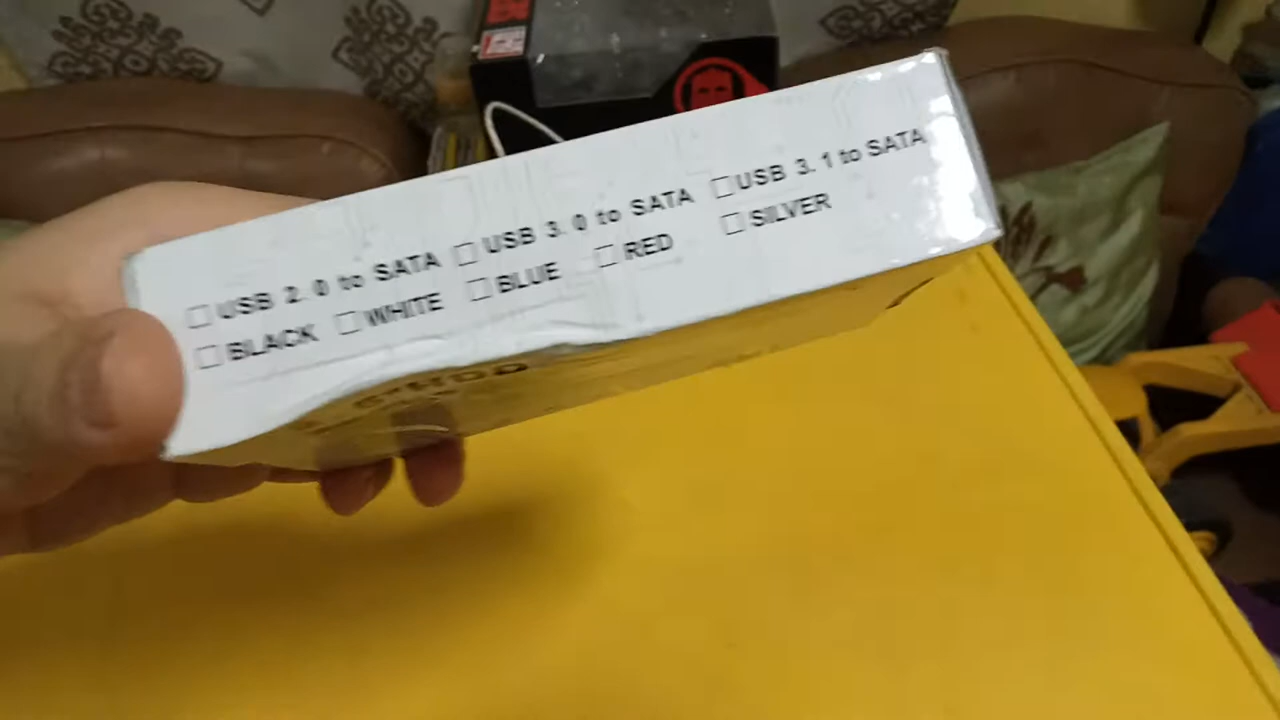 ☐USB 2.0 to SATA ☐USB 3.0 to SATA ☐USB 3.1 to SATA
☐BLACK ☐WHITE ☐BLUE ☐RED ☐SILVER
HDD